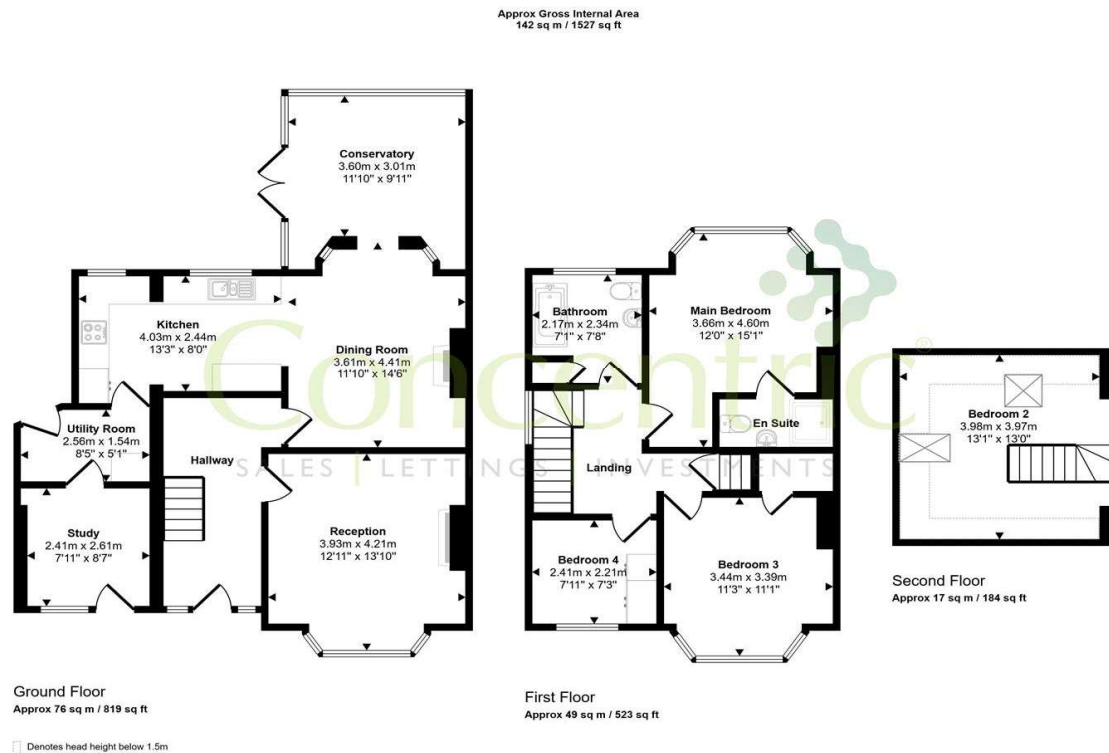 Approx Gross Internal Area
142 sq m / 1527 sq ft
Conservatory
3.60m x 3.01m
11'10" x 9'11"
Kitchen
4.03m x 2.44m
13'3" x 8'0"
Dining Room
3.61m x 4.41m
11'10" x 14'6"
Utility Room
2.56m x 1.54m
8'5" x 5'1"
Hallway
Study
2.41m x 2.61m
7'11" x 8'7"
Reception
3.93m x 4.21m
12'11" x 13'10"
Ground Floor
Approx 76 sq m / 819 sq ft
Denotes head height below 1.5m
Bathroom
2.17m x 2.34m
7'1" x 7'8"
Main Bedroom
3.66m x 4.60m
12'0" x 15'1"
En Suite
Landing
Bedroom 4
2.41m x 2.21m
7'11" x 7'3"
Bedroom 3
3.44m x 3.39m
11'3" x 11'1"
First Floor
Approx 49 sq m / 523 sq ft
Bedroom 2
3.98m x 3.97m
13'1" x 13'0"
Second Floor
Approx 17 sq m / 184 sq ft
Concentric®
SALES | LETTINGS | INVESTMENTS